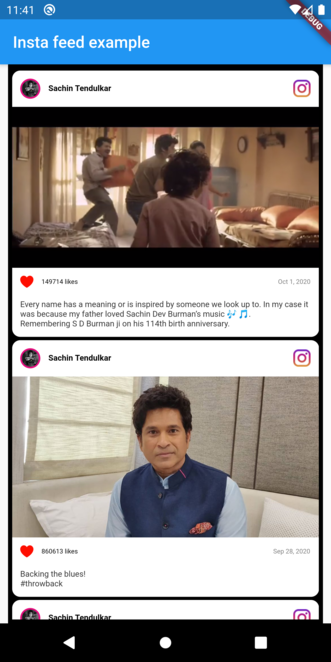 11:41
DEBUG
Insta feed example
Sachin Tendulkar
149714 likes
Oct 1, 2020
Every name has a meaning or is inspired by someone we look up to. In my case it
was because my father loved Sachin Dev Burman's music 🎶 🎵.
Remembering S D Burman ji on his 114th birth anniversary.
Sachin Tendulkar
860613 likes
Sep 28, 2020
Backing the blues!
#throwback
Sachin Tendulkar